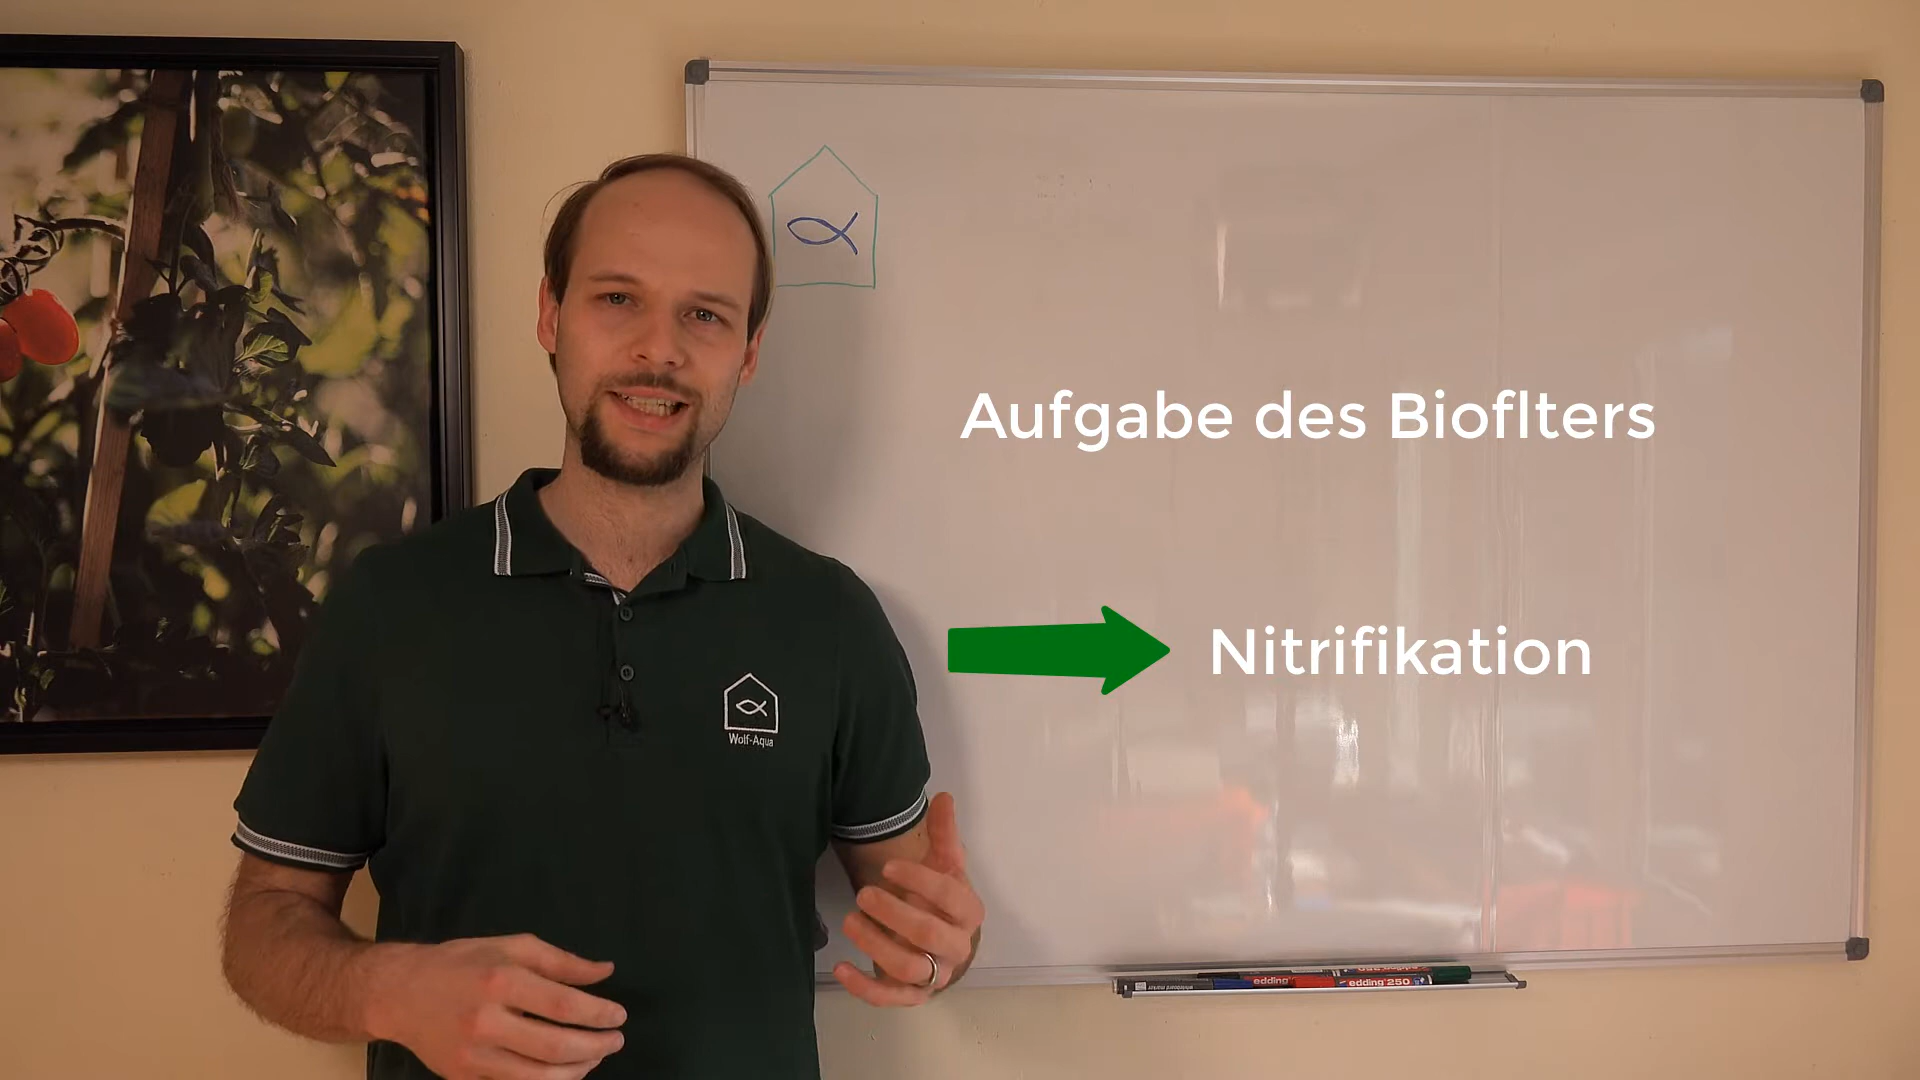 Aufgabe des Bioflters
Nitrifikation
Wolf-Aqua
edding
edding 250